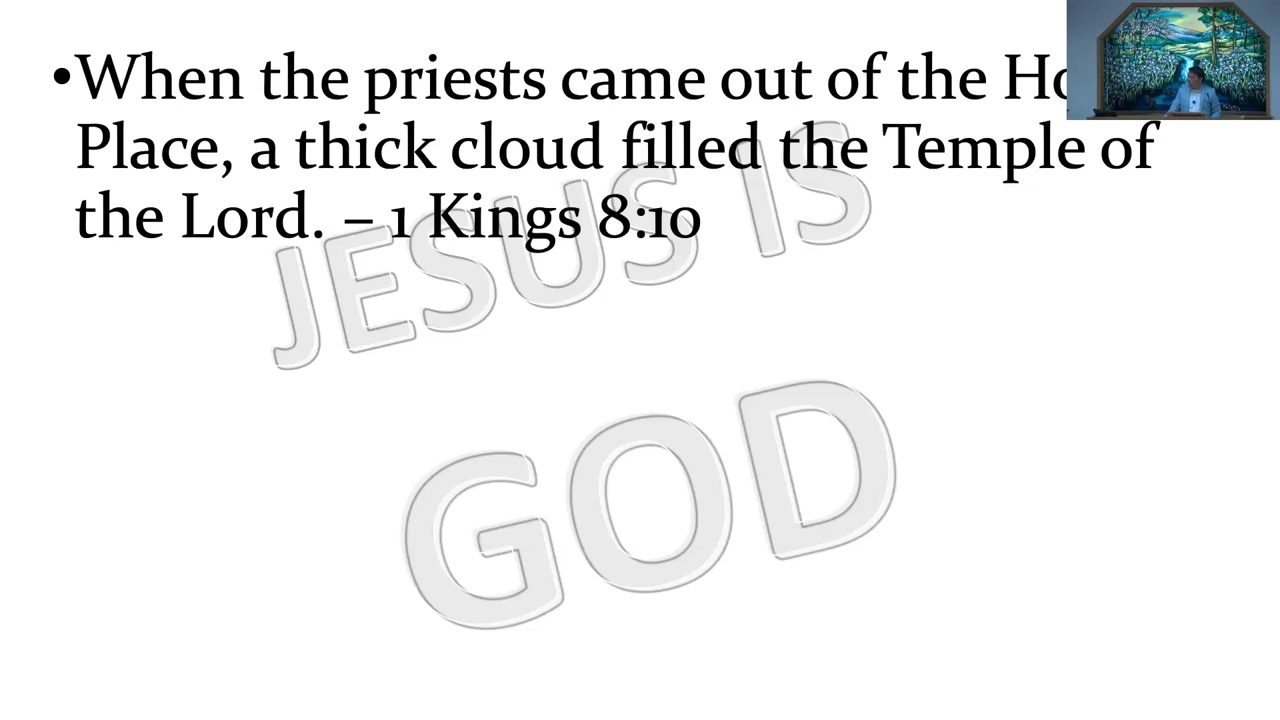 •When the priests came out of the
Place, a thick cloud filled the Temple of
the Lord. – 1 Kings 8:10
JESUS IS
GOD